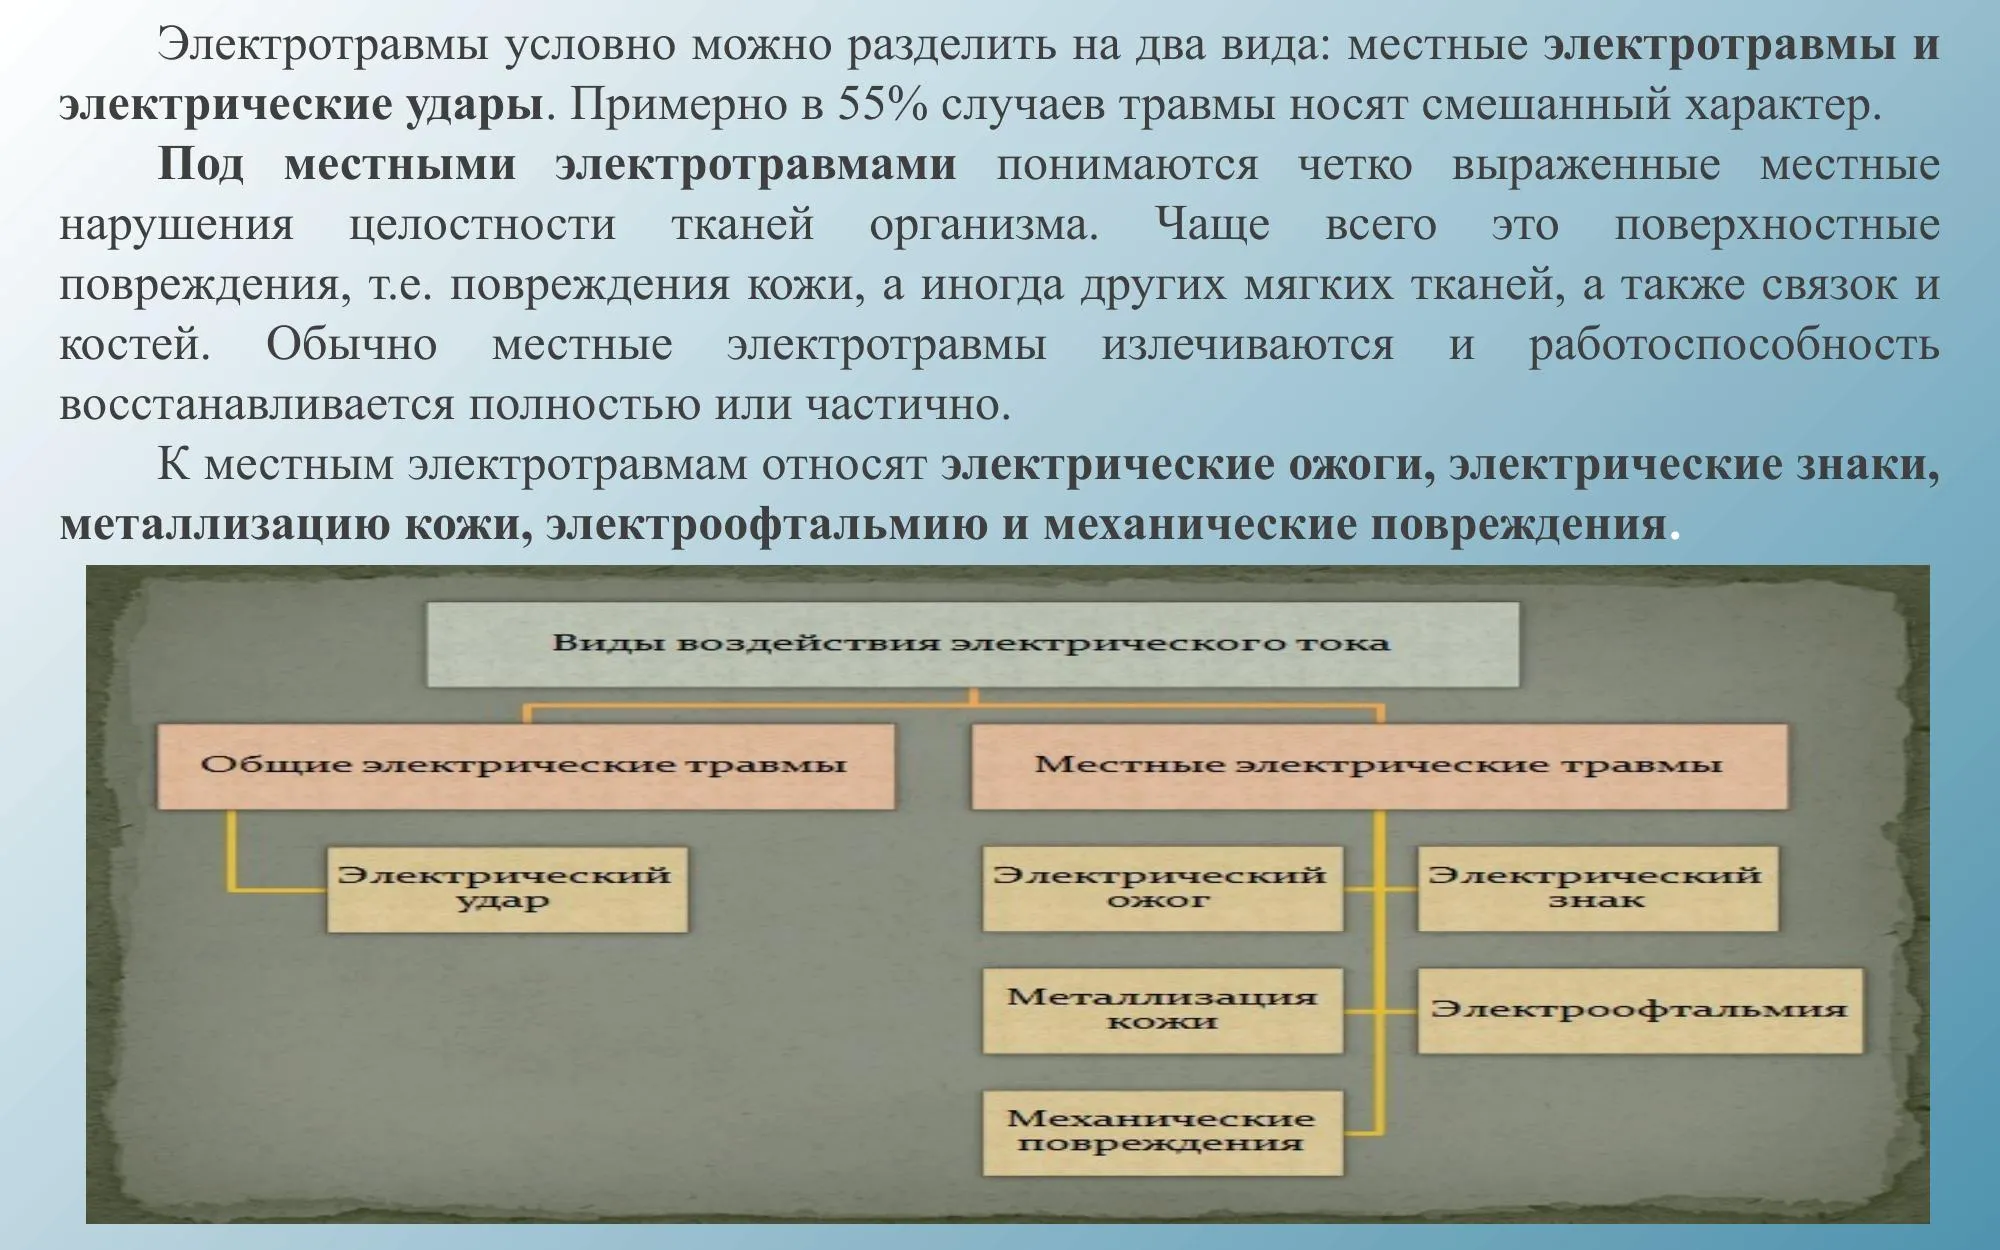 Электротравмы условно можно разделить на два вида: местные электротравмы и
электрические удары. Примерно в 55% случаев травмы носят смешанный характер.
Под местными электротравмами понимаются четко выраженные местные
нарушения целостности тканей организма. Чаще всего это поверхностные
повреждения, т.е. повреждения кожи, а иногда других мягких тканей, а также связок и
костей. Обычно местные электротравмы излечиваются и работоспособность
восстанавливается полностью или частично.
К местным электротравмам относят электрические ожоги, электрические знаки,
металлизацию кожи, электроофтальмию и механические повреждения.
Виды воздействия электрического тока
Общие электрические травмы
Местные электрические травмы
Электрический
удар
Электрический
ожог
Электрический
знак
Металлизация
кожи
Электроофтальмия
Механические
повреждения